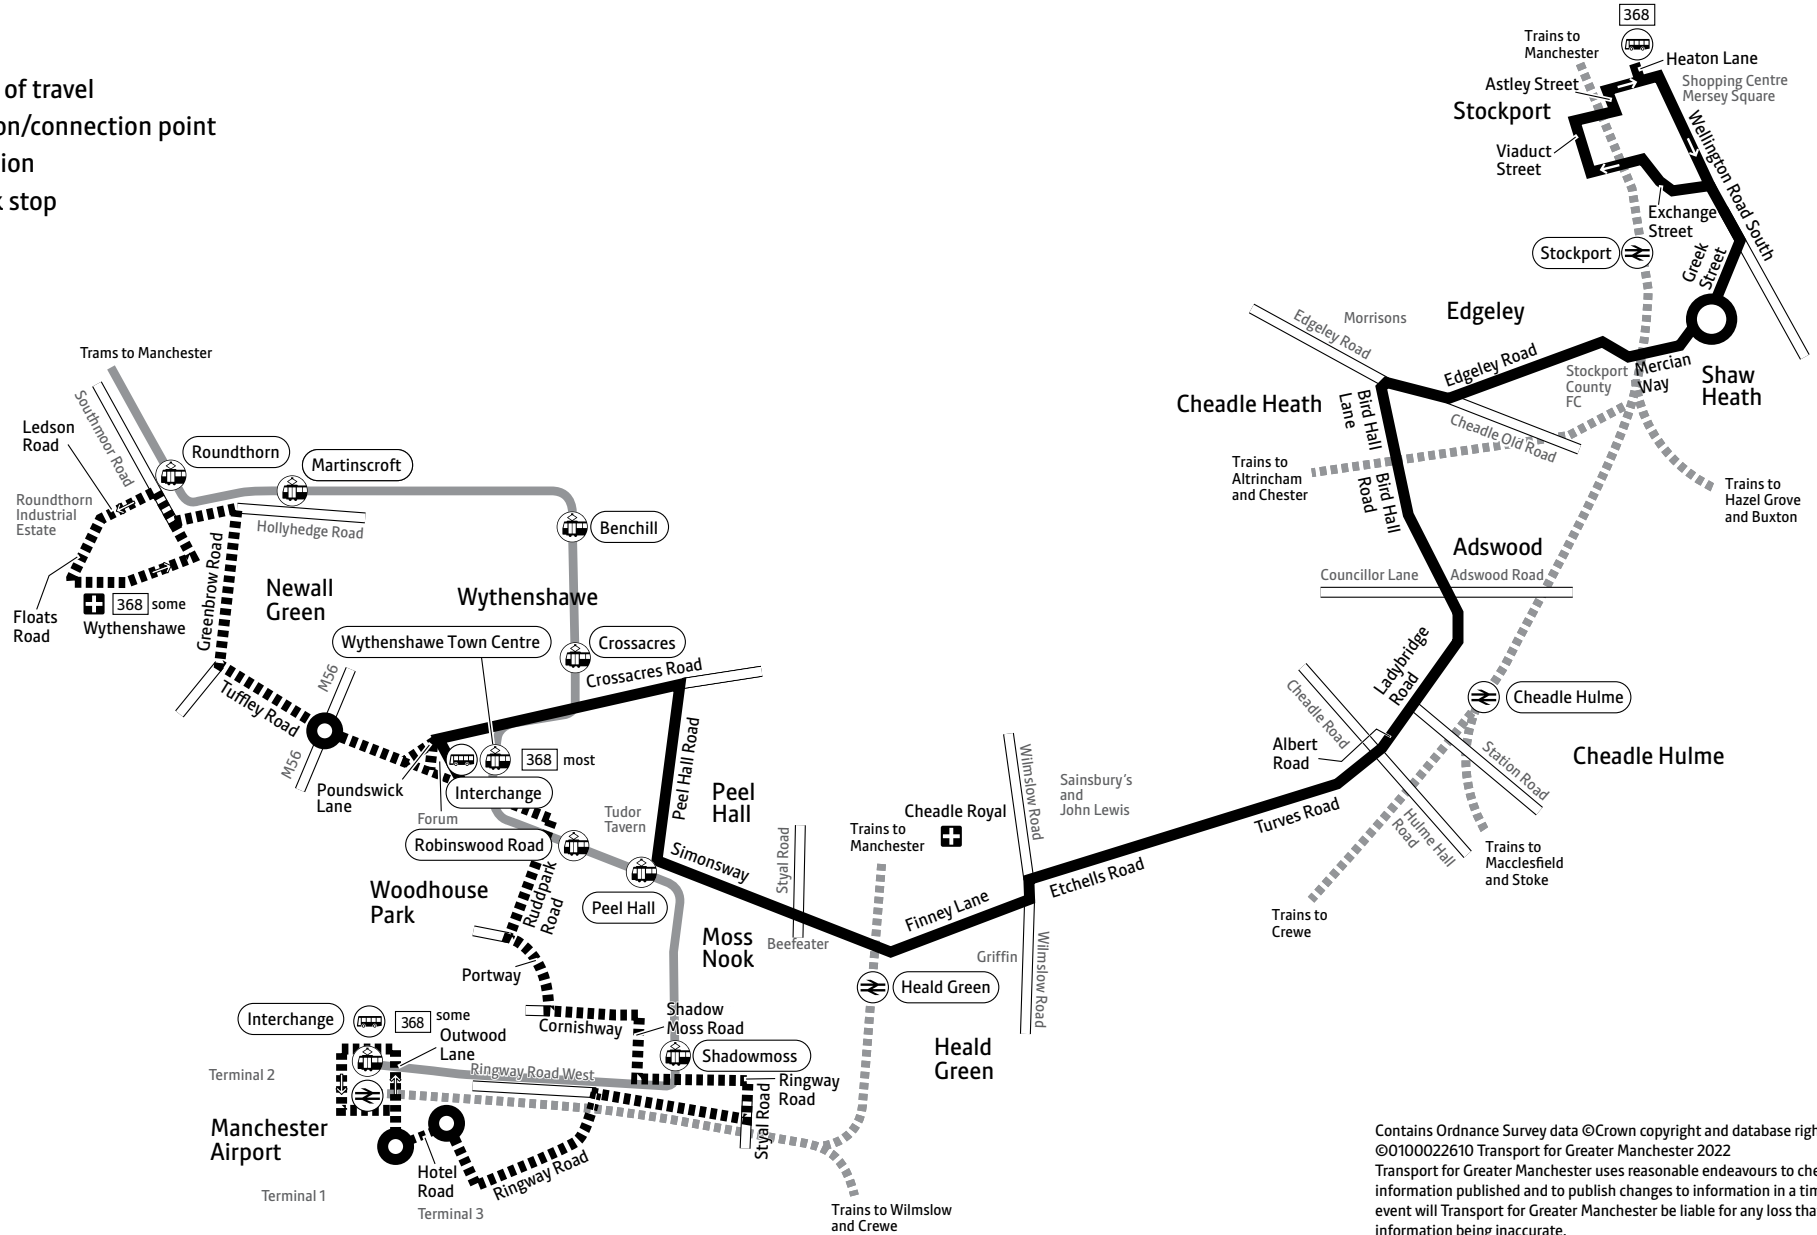 of travel
on/connection point
ion
k stop
368
Trains to
Manchester
Heaton Lane
Astley Street
Shopping Centre
Mersey Square
Stockport
Viaduct
Street
Wellington Road South
Exchange
Street
Stockport
Greek
Street
Edgeley
Morrisons
Edgeley Road
Edgeley Road
Mercian
Way
Shaw
Heath
Stockport
County
FC
Cheadle Heath
Bird Hall
Lane
Cheadle Old Road
Trains to
Altrincham
and Chester
Bird Hall
Road
Trains to
Hazel Grove
and Buxton
Adswood
Councillor Lane
Adswood Road
Ladybridge
Road
Cheadle Hulme
Cheadle Road
Albert
Road
Station Road
Cheadle Hulme
Turves Road
Hulme Hall
Road
Trains to
Macclesfield
and Stoke
Trains to
Crewe
Trams to Manchester
Southmoor Road
Ledson
Road
Roundthorn
Martinscroft
Roundthorn
Industrial
Estate
Hollyhedge Road
Benchill
Greenbrow Road
Newall
Green
Wythenshawe
368 some
Wythenshawe
Floats
Road
Wythenshawe Town Centre
Crossacres
Crossacres Road
M56
Tuffley Road
M56
368 most
Poundswick
Lane
Interchange
Forum
Peel Hall Road
Peel
Hall
Tudor
Tavern
Robinswood Road
Simonsway
Styal Road
Trains to
Manchester
Cheadle Royal
Wilmslow Road
Sainsbury's
and
John Lewis
Woodhouse
Park
Ruddpark
Road
Peel Hall
Finney Lane
Etchells Road
Moss
Nook
Beefeater
Griffin
Wilmslow Road
Portway
Heald Green
Interchange
368 some
Outwood
Lane
Cornishway
Shadow
Moss Road
Shadowmoss
Heald
Green
Terminal 2
Ringway Road West
Ringway
Road
Styal Road
Manchester
Airport
Hotel
Road
Ringway Road
Terminal 1
Terminal 3
Trains to Wilmslow
and Crewe
Contains Ordnance Survey data ©Crown copyright and database righ
©0100022610 Transport for Greater Manchester 2022
Transport for Greater Manchester uses reasonable endeavours to che
information published and to publish changes to information in a tim
event will Transport for Greater Manchester be liable for any loss tha
information being inaccurate.